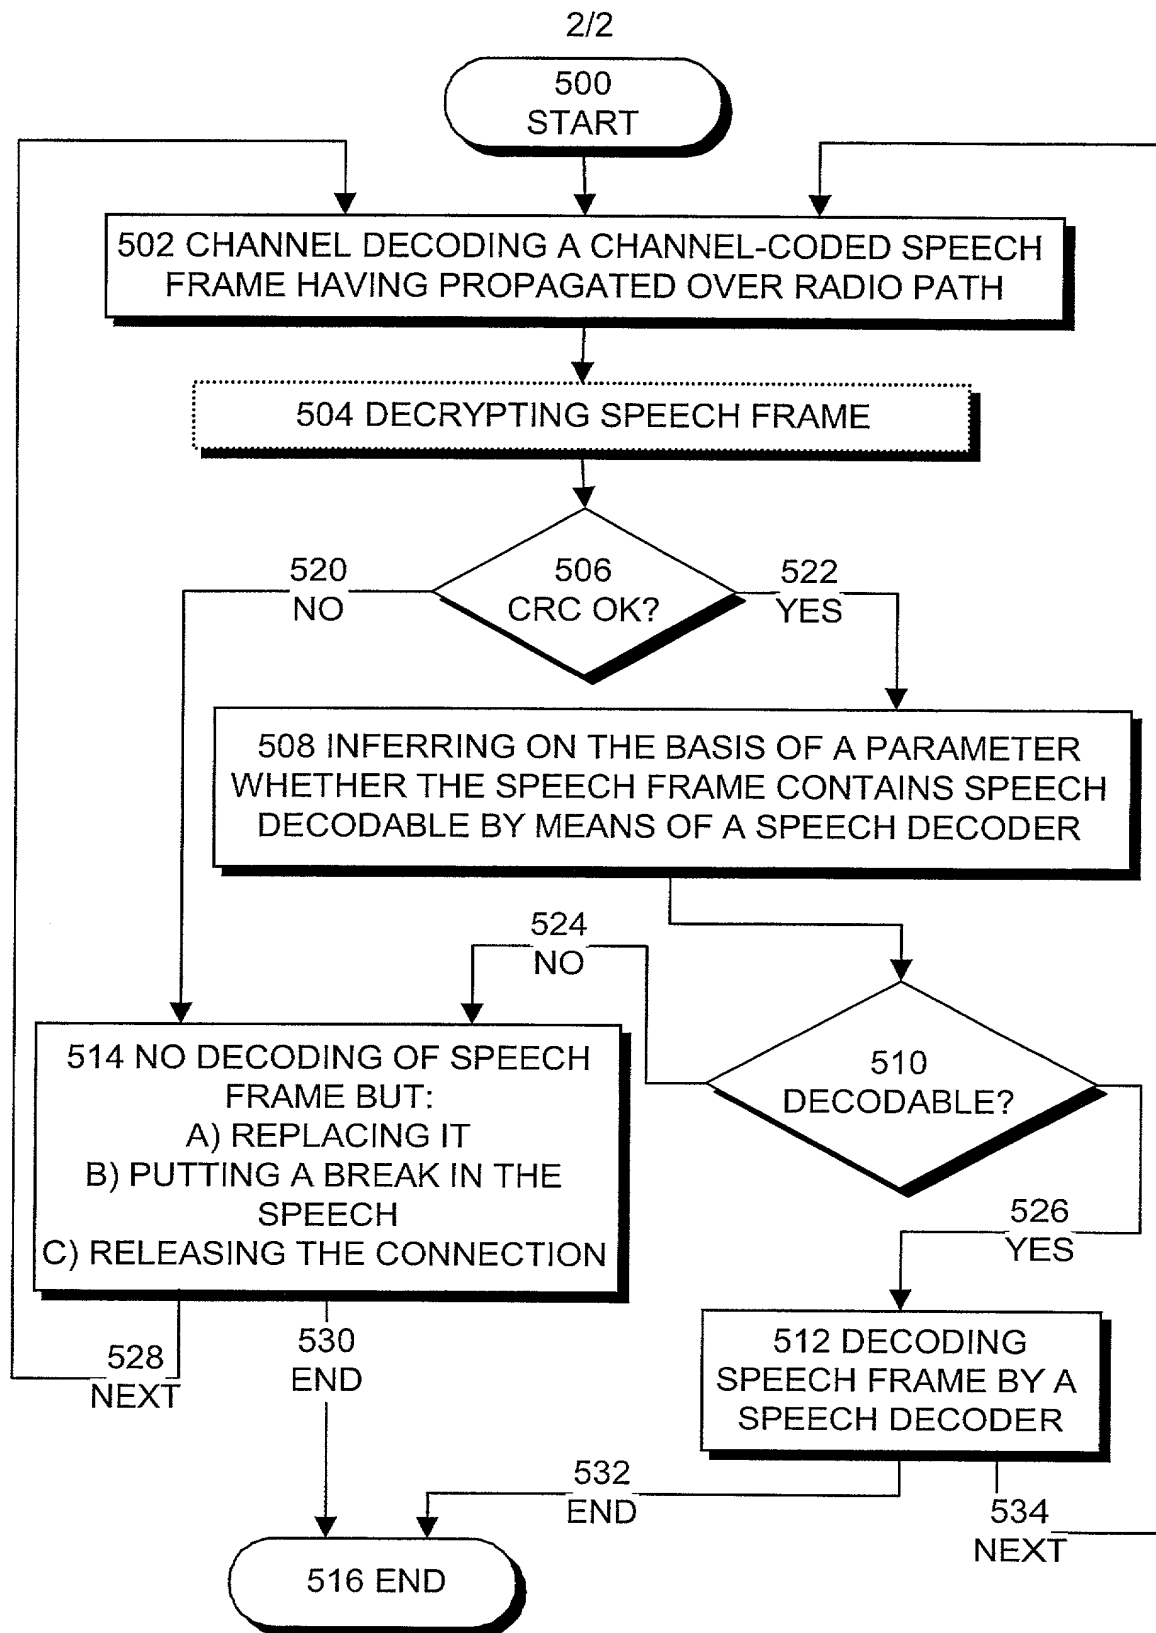 2/2
500
START
502 CHANNEL DECODING A CHANNEL-CODED SPEECH
FRAME HAVING PROPAGATED OVER RADIO PATH
504 DECRYPTING SPEECH FRAME
520
NO
506
CRC OK?
522
YES
508 INFERRING ON THE BASIS OF A PARAMETER
WHETHER THE SPEECH FRAME CONTAINS SPEECH
DECODABLE BY MEANS OF A SPEECH DECODER
524
NO
514 NO DECODING OF SPEECH
FRAME BUT:
A) REPLACING IT
B) PUTTING A BREAK IN THE
SPEECH
C) RELEASING THE CONNECTION
510
DECODABLE?
526
YES
528
NEXT
530
END
512 DECODING
SPEECH FRAME BY A
SPEECH DECODER
532
END
534
NEXT
516 END